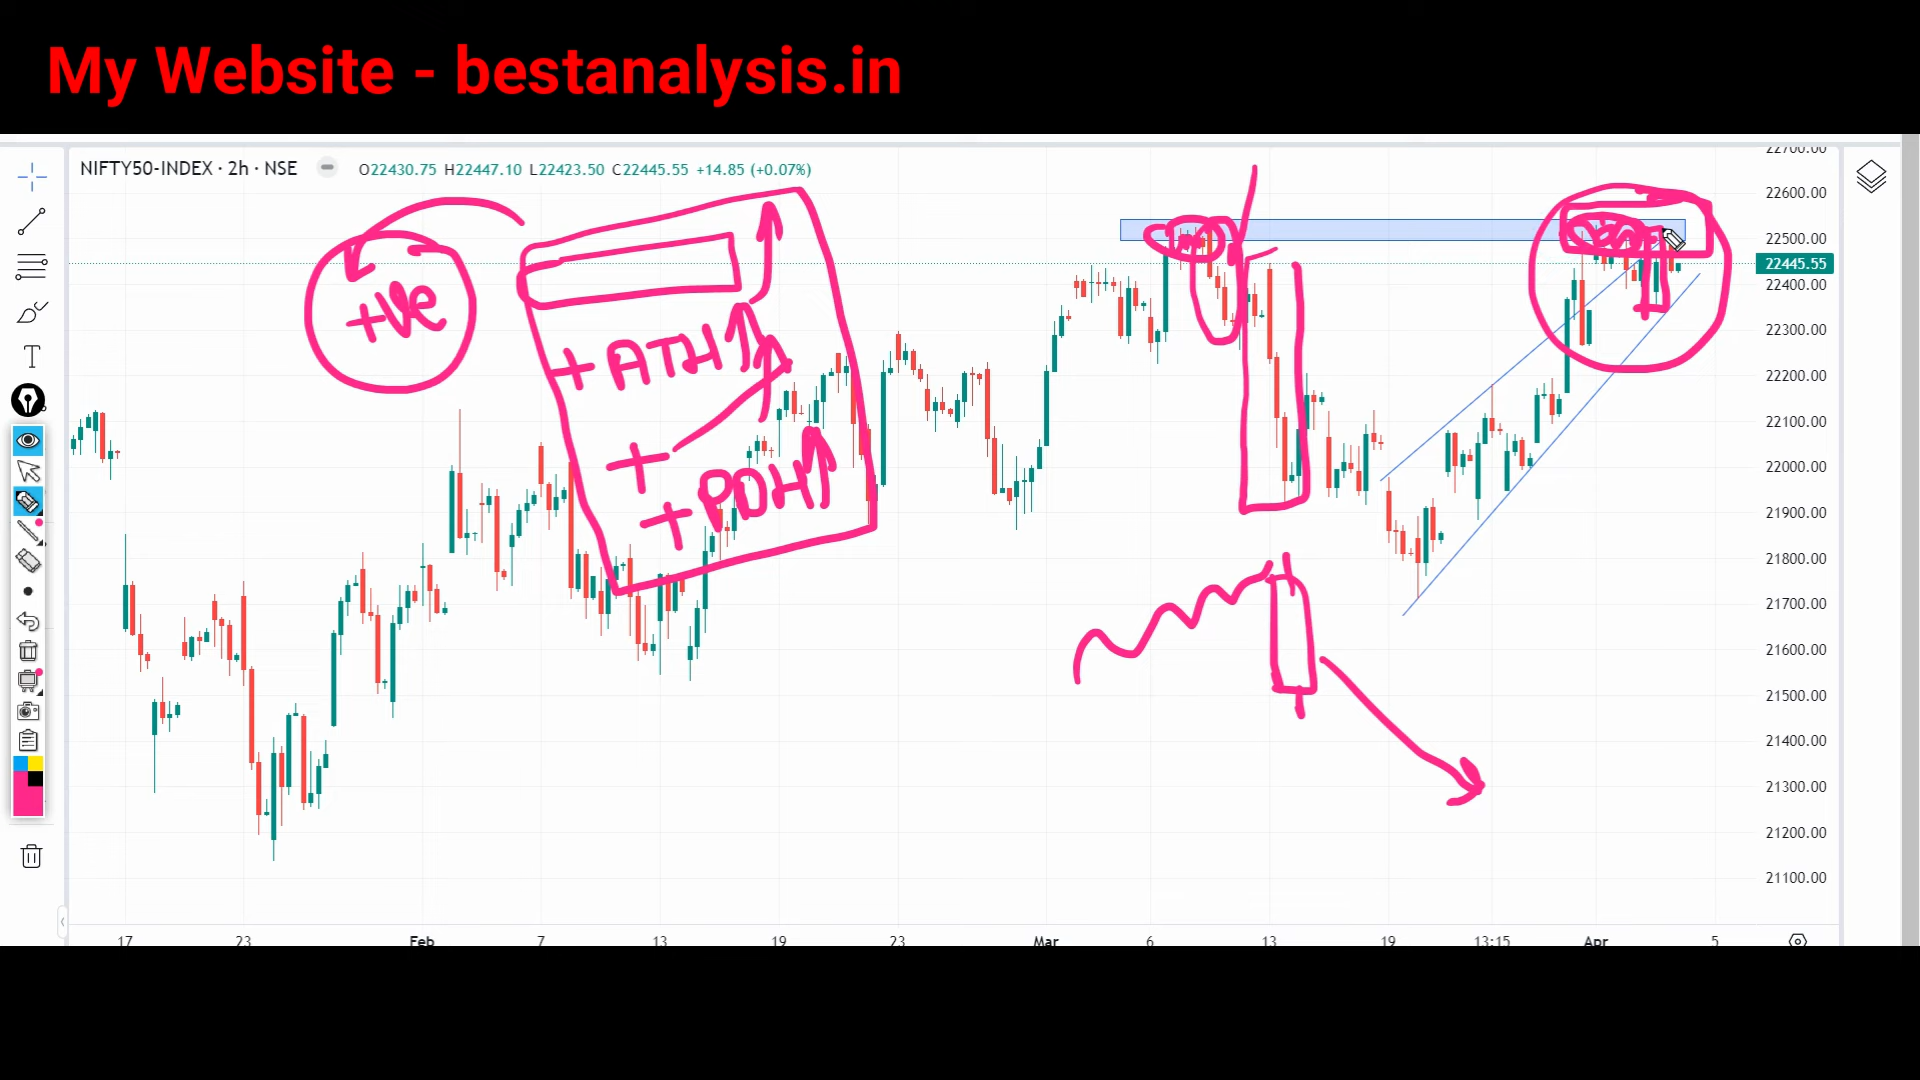 My Website - bestanalysis.in
NIFTY50-INDEX · 2h · NSE
O22430.75 H22447.10 L22423.50 C22445.55 +14.85 (+0.07%)
22700.00
22600.00
22500.00
22445.55
22400.00
22300.00
22200.00
22100.00
22000.00
21900.00
21800.00
21700.00
21600.00
21500.00
21400.00
21300.00
21200.00
21100.00
+ve
+ATH
+
+PDH
T
17 23 Feb 7 13 19 23 Mar 6 13 19 13:15 Apr 5